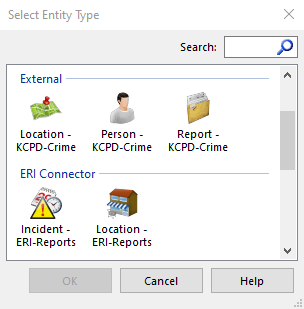 Select Entity Type
Search:
External
Location - KCPD-Crime
Person - KCPD-Crime
Report - KCPD-Crime
ERI Connector
Incident - ERI-Reports
Location - ERI-Reports
OK
Cancel
Help